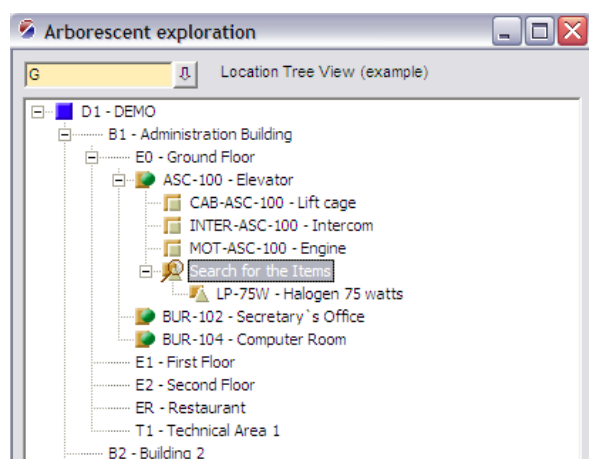 Arborescent exploration
G Location Tree View (example)
D1 - DEMO
B1 - Administration Building
E0 - Ground Floor
ASC-100 - Elevator
CAB-ASC-100 - Lift cage
INTER-ASC-100 - Intercom
MOT-ASC-100 - Engine
Search for the Items
LP-75W - Halogen 75 watts
BUR-102 - Secretary`s Office
BUR-104 - Computer Room
E1 - First Floor
E2 - Second Floor
ER - Restaurant
T1 - Technical Area 1
B2 - Building 2